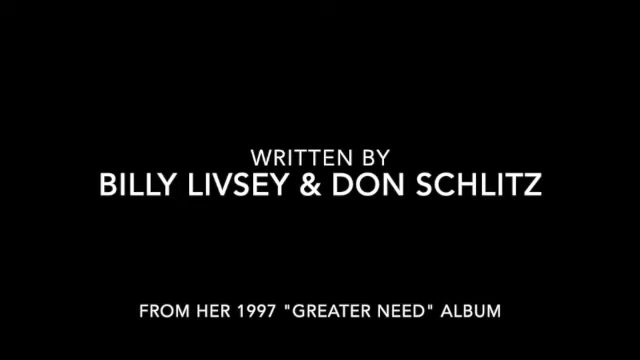 WRITTEN BY
BILLY LIVSEY & DON SCHLITZ
FROM HER 1997 "GREATER NEED" ALBUM